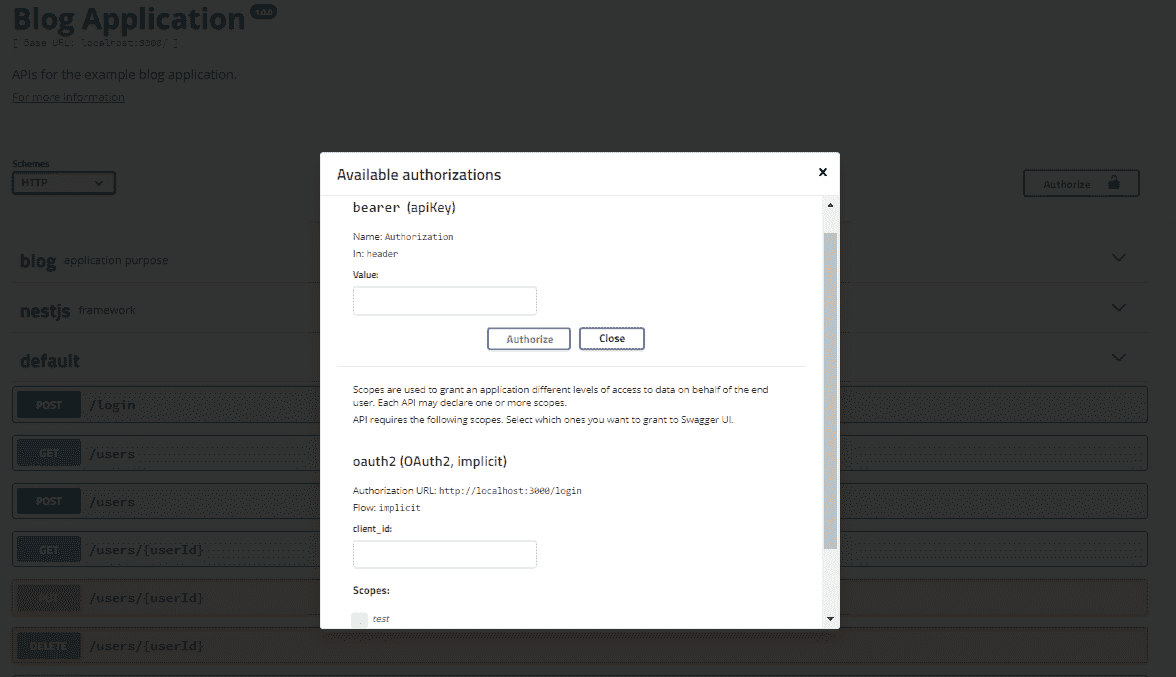 Blog Application 1.0.0
[ Base URL: localhost:3000/ ]
APIs for the example blog application.
For more information
Schemes
HTTP
Authorize
blog application purpose
nestjs framework
default
POST /login
GET /users
POST /users
GET /users/{userId}
PUT /users/{userId}
DELETE /users/{userId}
Available authorizations
bearer (apiKey)
Name: Authorization
In: header
Value:
Authorize Close
Scopes are used to grant an application different levels of access to data on behalf of the end
user. Each API may declare one or more scopes.
API requires the following scopes. Select which ones you want to grant to Swagger UI.
oauth2 (OAuth2, implicit)
Authorization URL: http://localhost:3000/login
Flow: implicit
client_id:
Scopes:
test